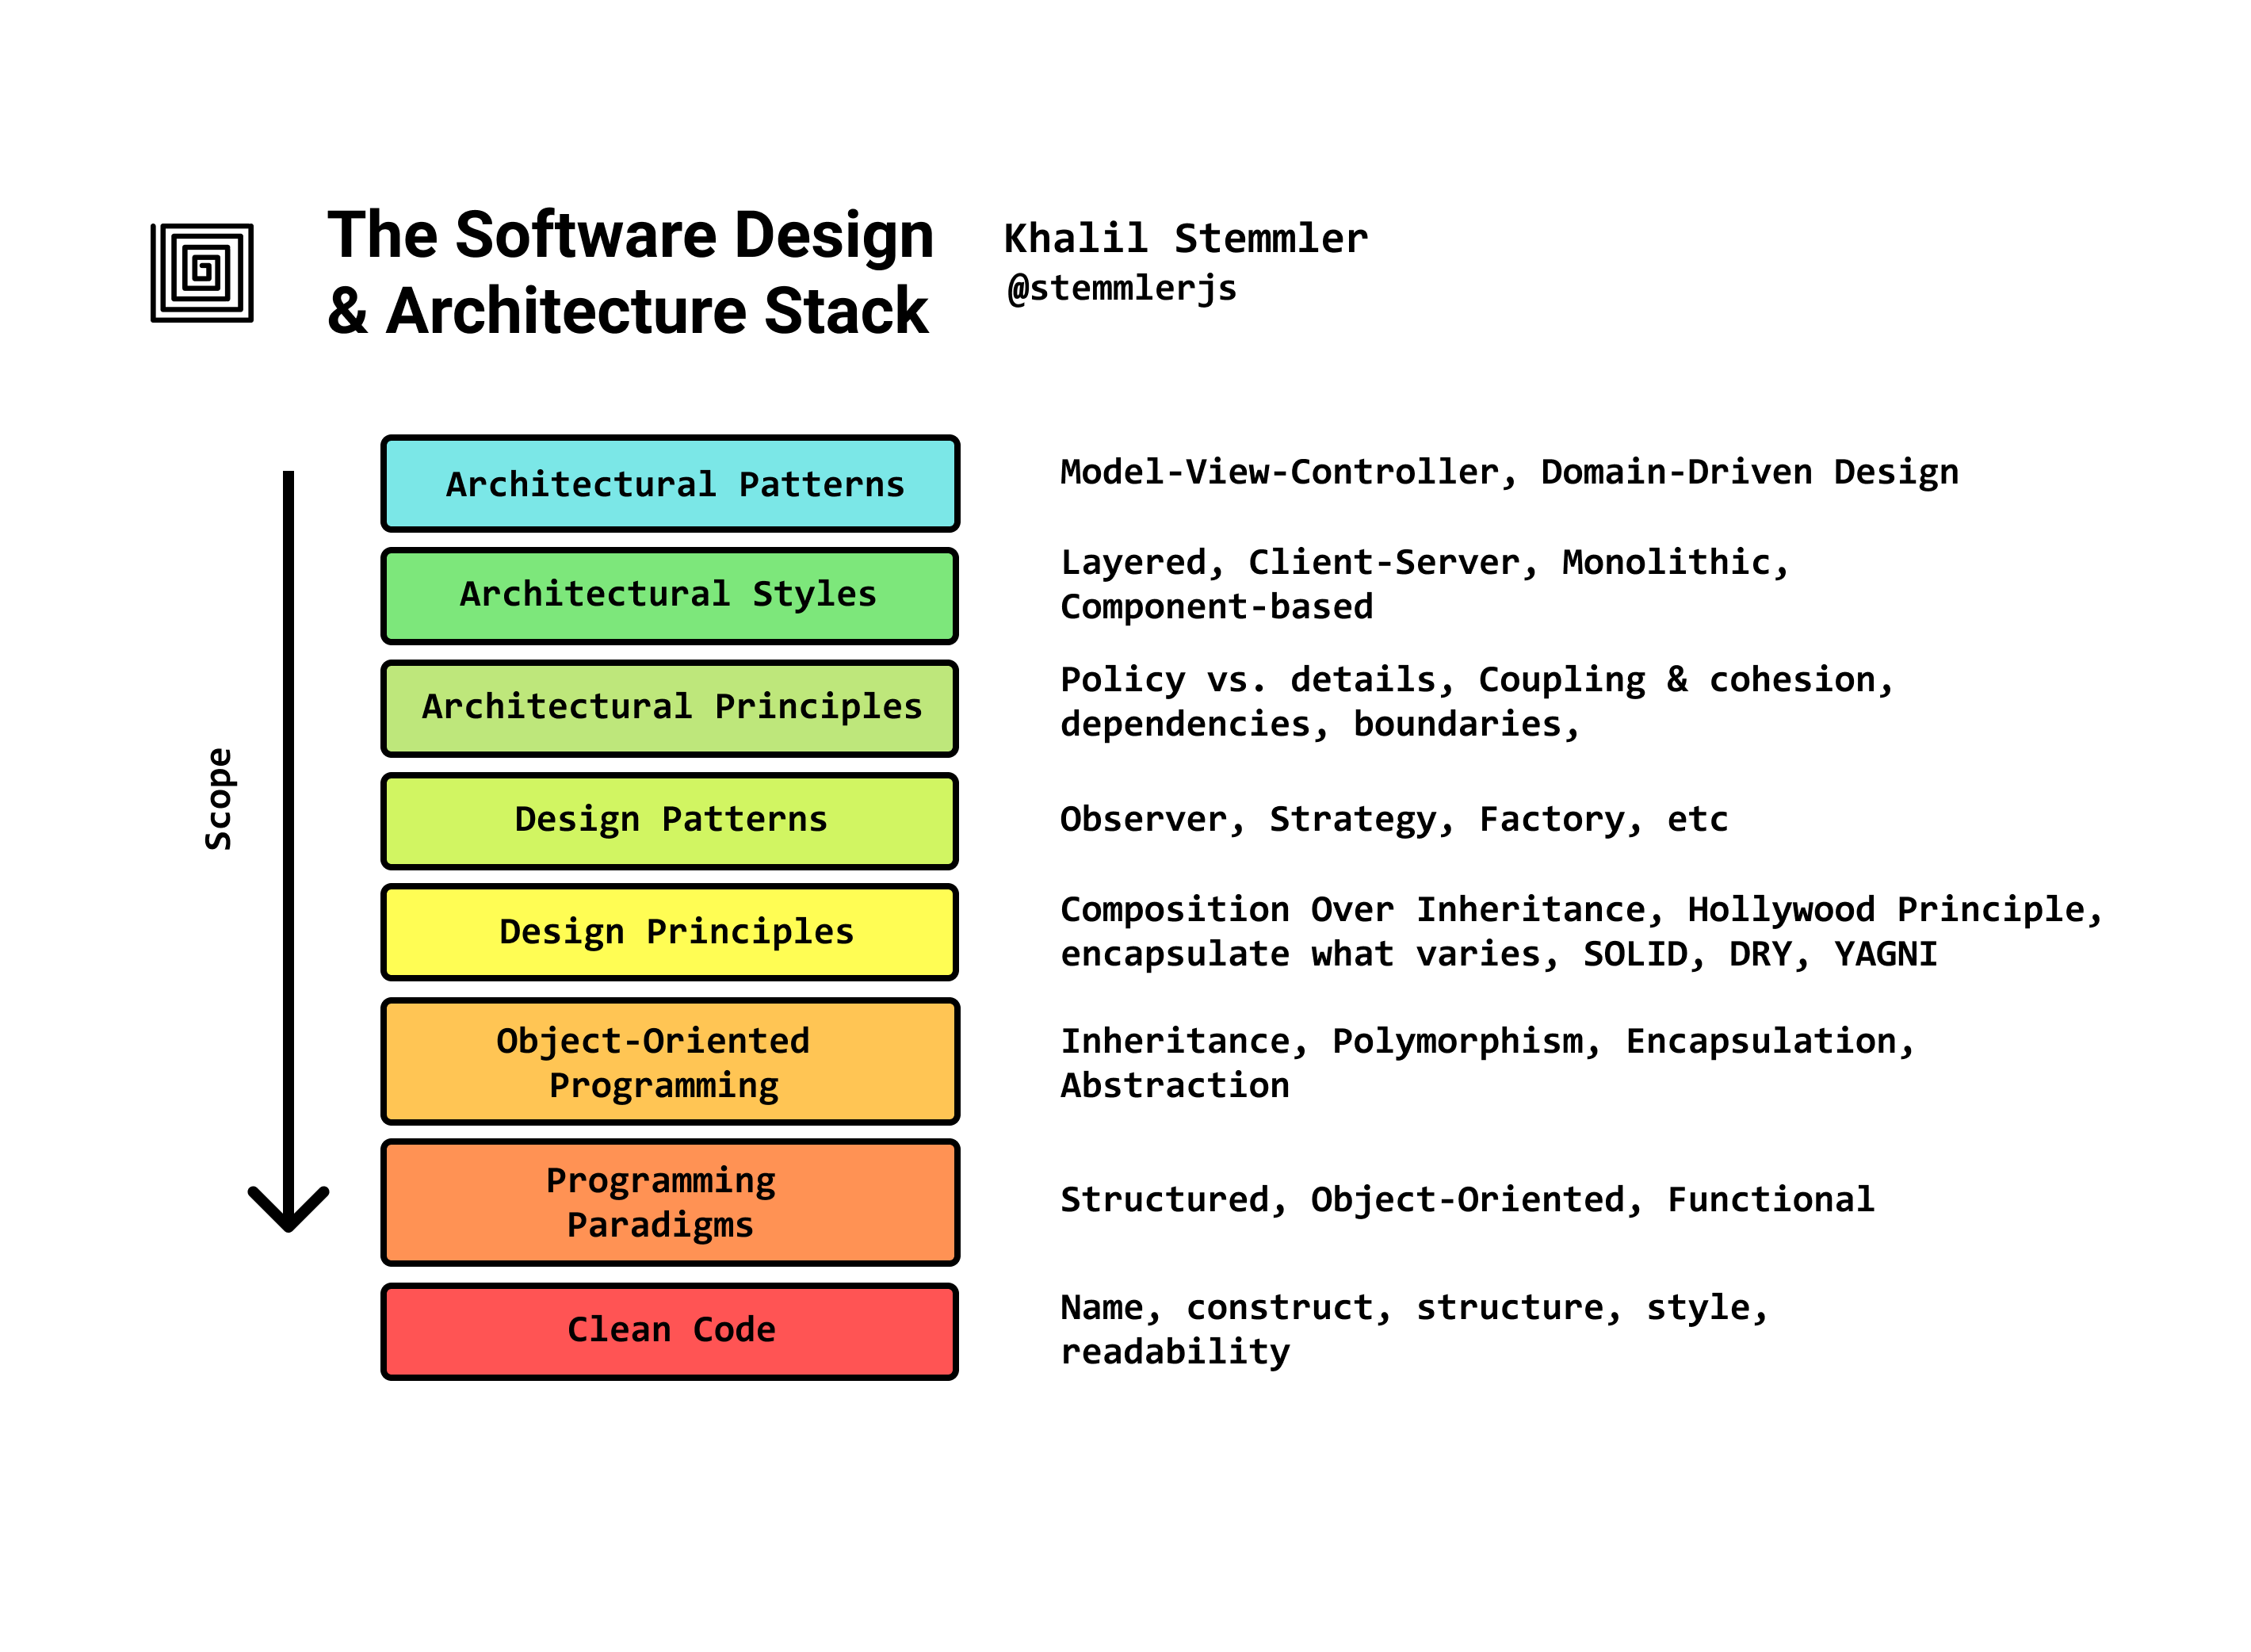 The Software Design
& Architecture Stack
Khalil Stemmler
@stemmlerjs
Scope
Architectural Patterns
Model-View-Controller, Domain-Driven Design
Architectural Styles
Layered, Client-Server, Monolithic,
Component-based
Architectural Principles
Policy vs. details, Coupling & cohesion,
dependencies, boundaries,
Design Patterns
Observer, Strategy, Factory, etc
Design Principles
Composition Over Inheritance, Hollywood Principle,
encapsulate what varies, SOLID, DRY, YAGNI
Object-Oriented
Programming
Inheritance, Polymorphism, Encapsulation,
Abstraction
Programming
Paradigms
Structured, Object-Oriented, Functional
Clean Code
Name, construct, structure, style,
readability